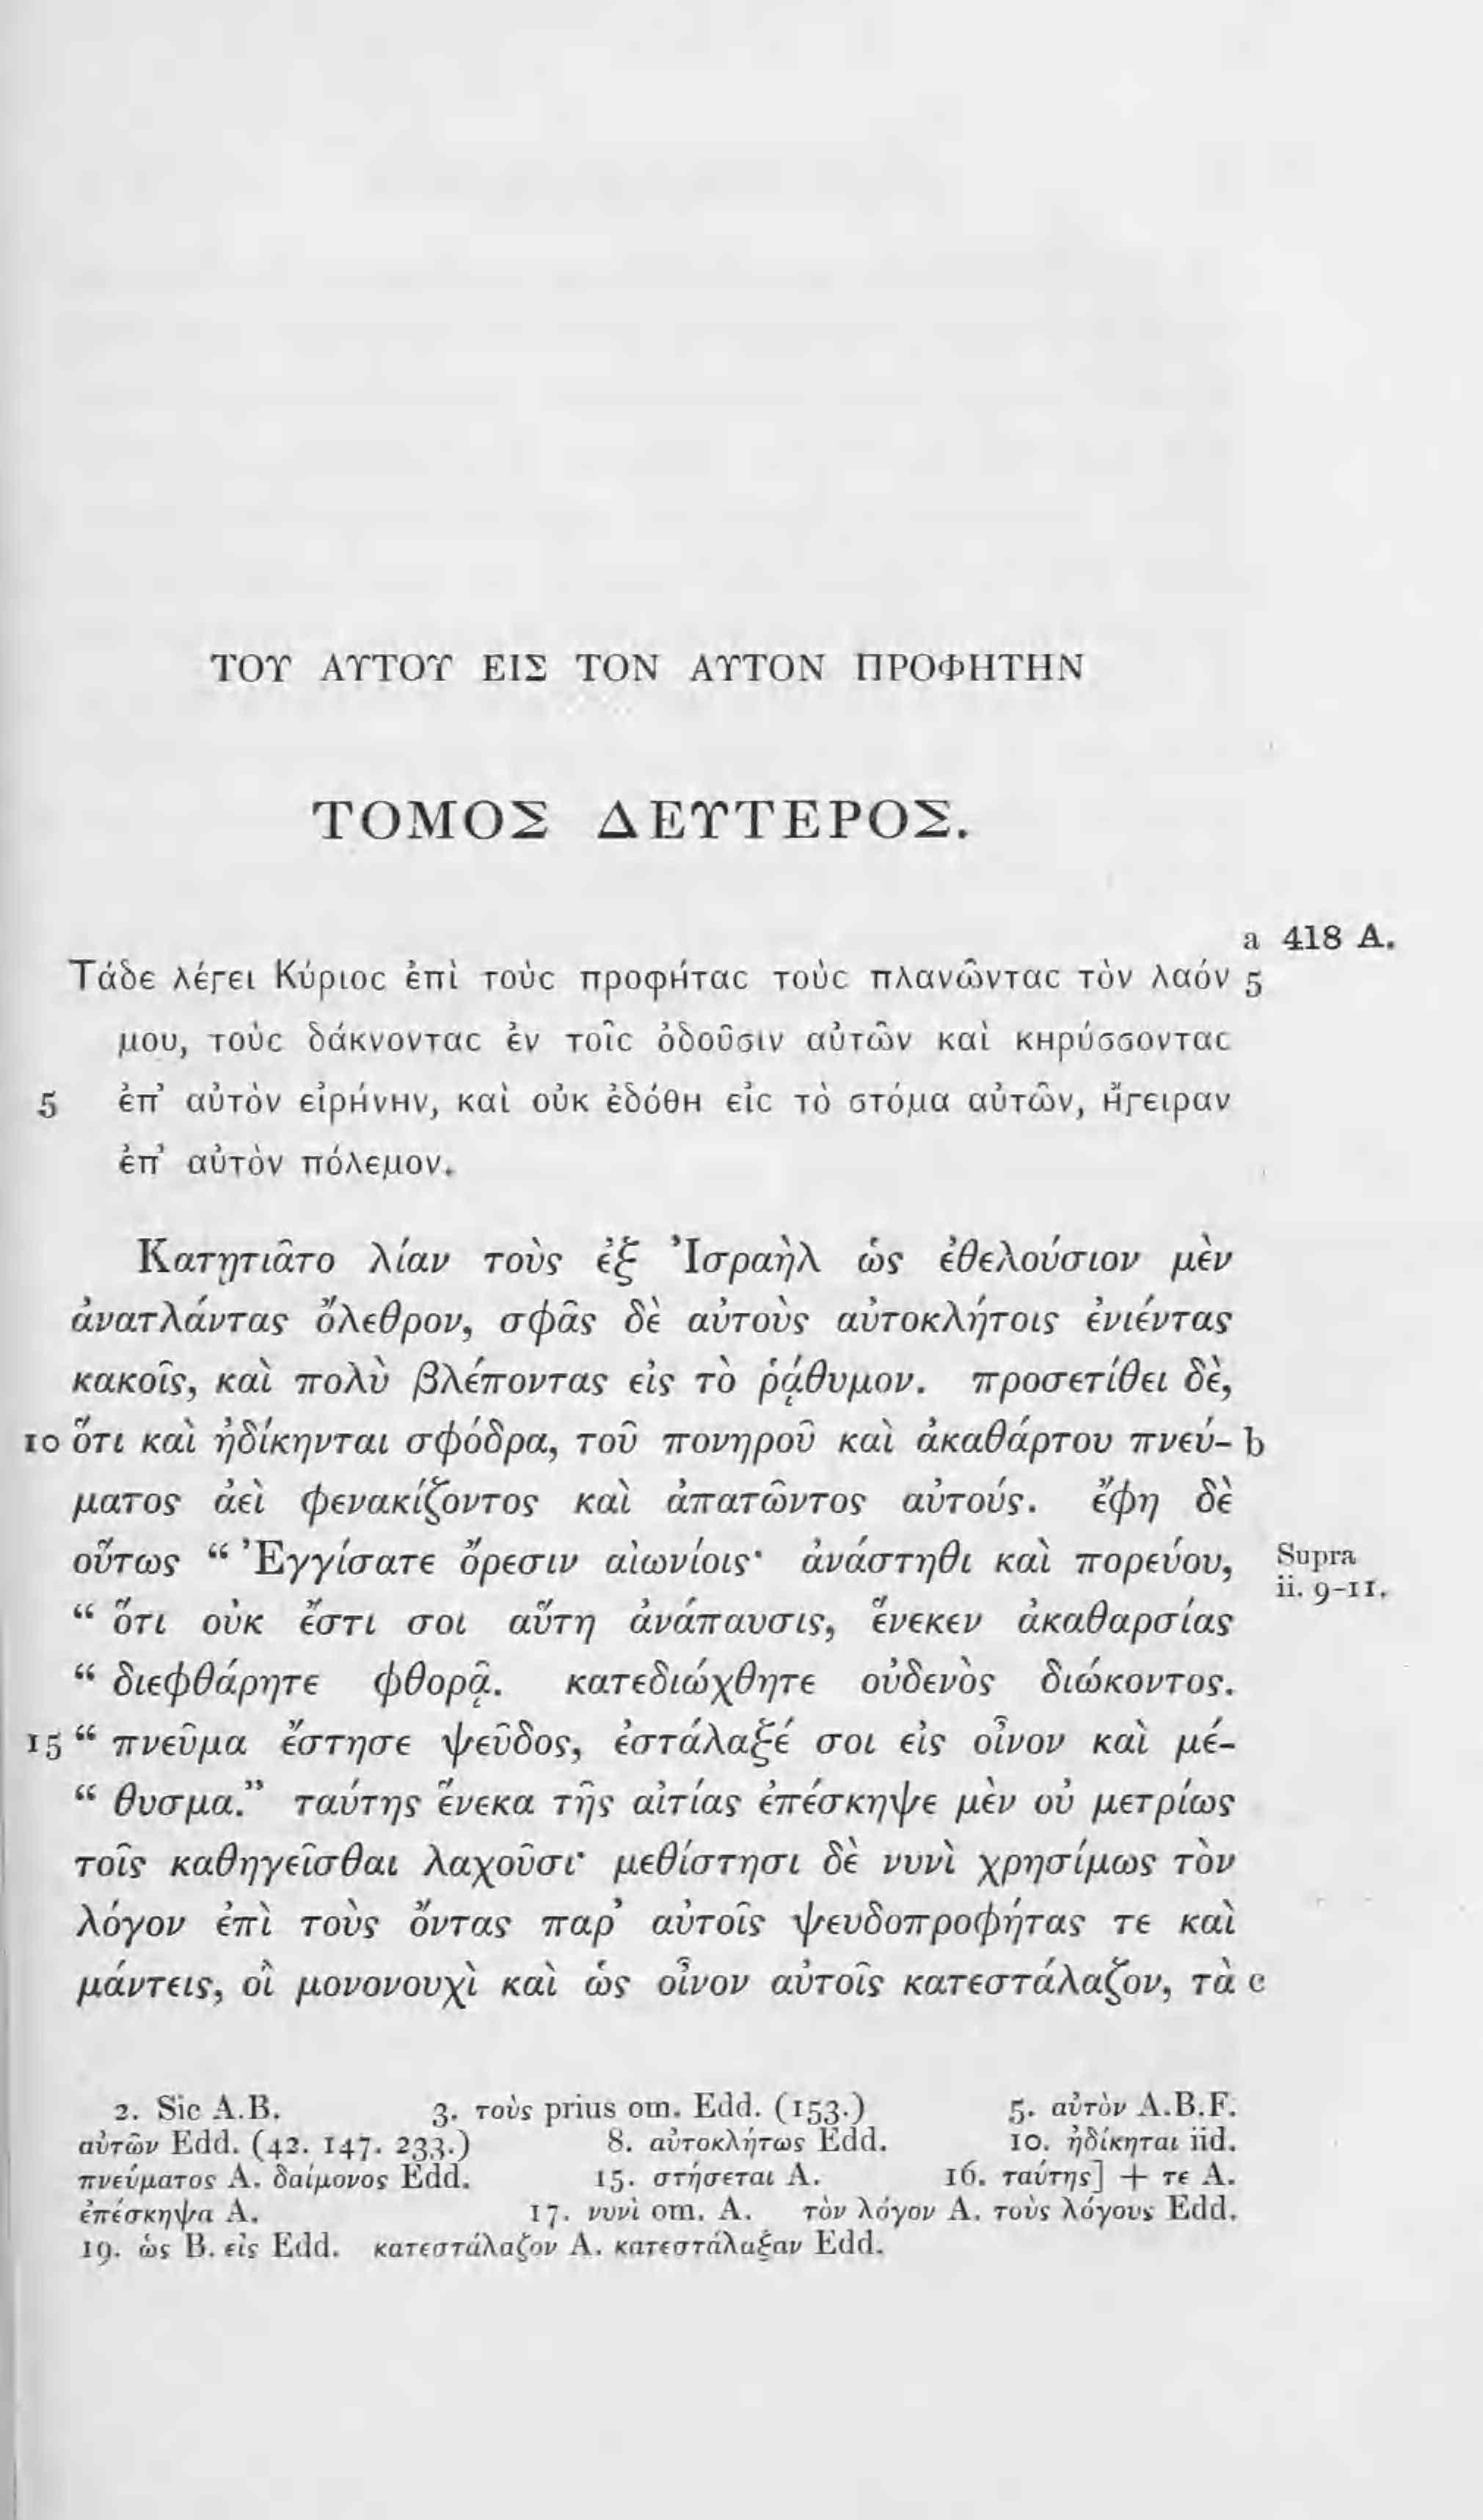 ΤΟΥ ΑΥΤΟΥ ΕΙΣ ΤΟΝ ΑΥΤΟΝ ΠΡΟΦΗΤΗΝ
ΤΟΜΟΣ ΔΕΥΤΕΡΟΣ.
a 418 A.
Τάδε λέγει Κύριος ἐπὶ τοὺς προφήτας τοὺς πλανῶντας τὸν λαόν 5
μου, τοὺς δάκνοντας ἐν τοῖς ὀδοῦσιν αὐτῶν καὶ κηρύσσοντας
5 ἐπ’ αὐτὸν εἰρήνην, καὶ οὐκ ἐδόθη εἰς τὸ στόμα αὐτῶν, ἤγειραν
ἐπ’ αὐτὸν πόλεμον.
Κατῃτιᾶτο λίαν τοὺς ἐξ Ἰσραὴλ ὡς ἐθελούσιον μὲν
ἀνατλάντας ὄλεθρον, σφᾶς δὲ αὐτοὺς αὐτοκλήτοις ἐνιέντας
κακοῖς, καὶ πολὺ βλέποντας εἰς τὸ ῥᾴθυμον. προσετίθει δὲ,
10 ὅτι καὶ ἠδίκηνται σφόδρα, τοῦ πονηροῦ καὶ ἀκαθάρτου πνεύ- b
ματος ἀεὶ φενακίζοντος καὶ ἀπατῶντος αὐτούς. ἔφη δὲ
οὕτως “ Ἐγγίσατε ὄρεσιν αἰωνίοις· ἀνάστηθι καὶ πορεύου, Supra
ii. 9-11.
“ ὅτι οὐκ ἔστι σοι αὕτη ἀνάπαυσις, ἕνεκεν ἀκαθαρσίας
“ διεφθάρητε φθορᾷ. κατεδιώχθητε οὐδενὸς διώκοντος.
15 “ πνεῦμα ἔστησε ψεῦδος, ἐστάλαξέ σοι εἰς οἶνον καὶ μέ-
“ θυσμα.” ταύτης ἕνεκα τῆς αἰτίας ἐπέσκηψε μὲν οὐ μετρίως
τοῖς καθηγεῖσθαι λαχοῦσι· μεθίστησι δὲ νυνὶ χρησίμως τὸν
λόγον ἐπὶ τοὺς ὄντας παρ’ αὐτοῖς ψευδοπροφήτας τε καὶ
μάντεις, οἳ μονονουχὶ καὶ ὡς οἶνον αὐτοῖς κατεστάλαζον, τὰ c
2. Sic A.B. 3. τοὺς prius om. Edd. (153.) 5. αὐτὸν A.B.F.
αὐτῶν Edd. (42. 147. 233.) 8. αὐτοκλήτως Edd. 10. ἠδίκηται iid.
πνεύματος A. δαίμονος Edd. 15. στήσεται A. 16. ταύτης] + τε A.
ἐπέσκηψα A. 17. νυνὶ om. A. τὸν λόγον A. τοὺς λόγους Edd.
19. ὡς B. εἰς Edd. κατεστάλαζον A. κατεστάλαξαν Edd.